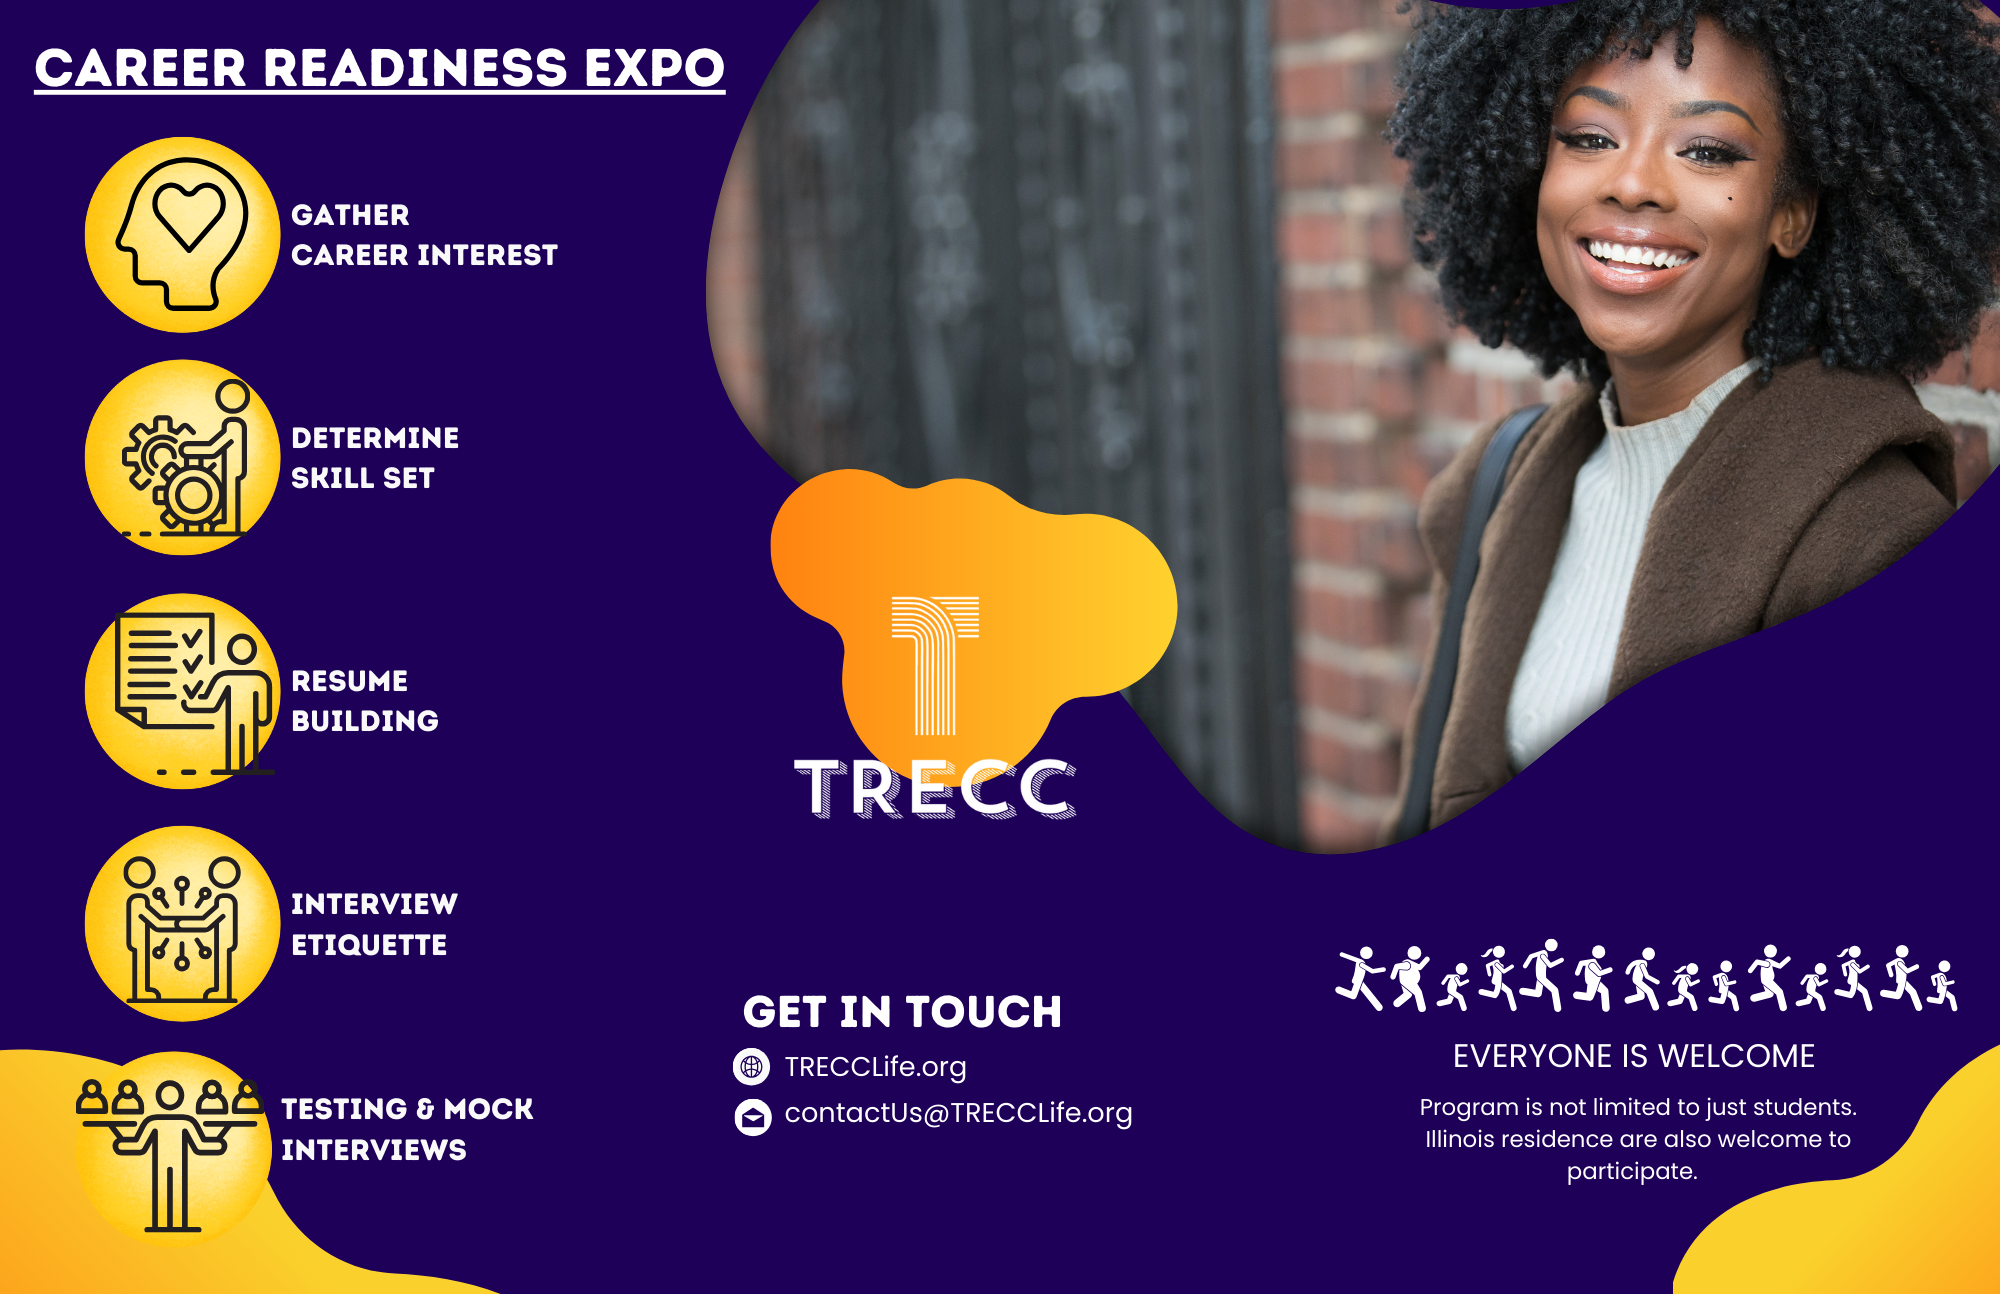 CAREER READINESS EXPO
GATHER
CAREER INTEREST
DETERMINE
SKILL SET
RESUME
BUILDING
INTERVIEW
ETIQUETTE
TESTING & MOCK
INTERVIEWS
T
TRECC
GET IN TOUCH
TRECCLife.org
contactUs@TRECCLife.org
EVERYONE IS WELCOME
Program is not limited to just students.
Illinois residence are also welcome to
participate.